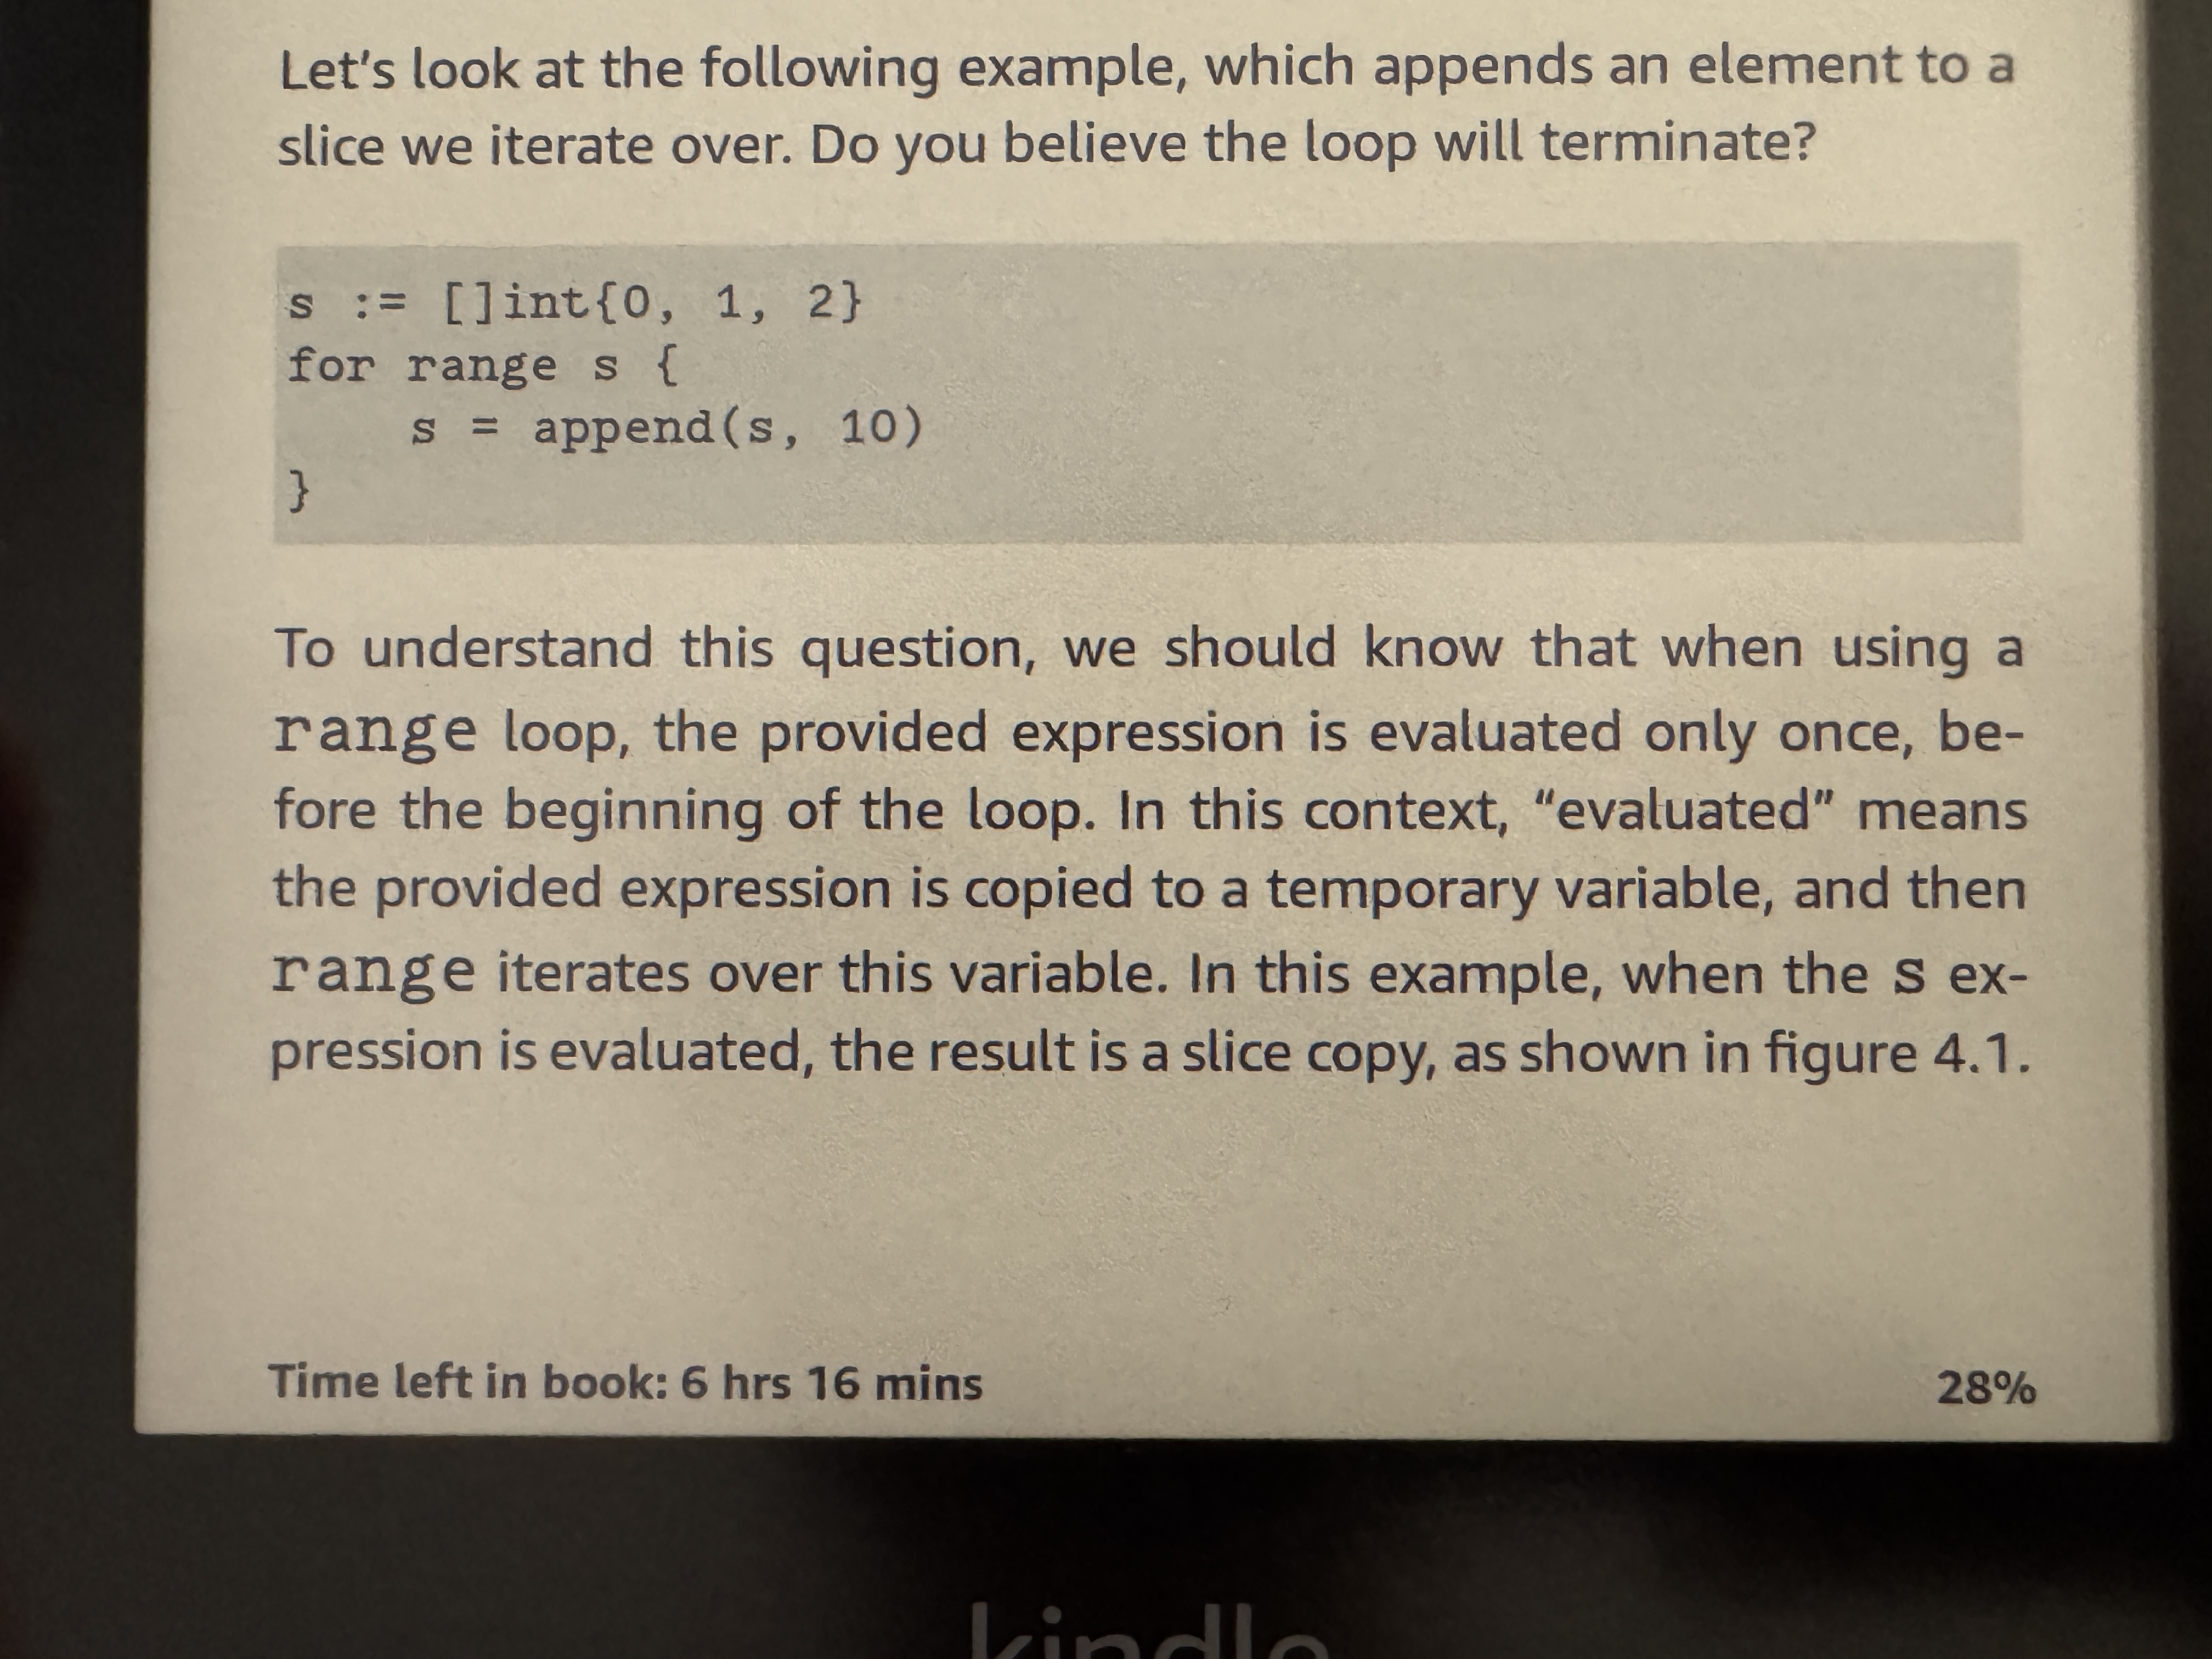 Let's look at the following example, which appends an element to a
slice we iterate over. Do you believe the loop will terminate?
s := []int{0, 1, 2}
for range s {
    s = append(s, 10)
}
To understand this question, we should know that when using a
range loop, the provided expression is evaluated only once, be-
fore the beginning of the loop. In this context, “evaluated” means
the provided expression is copied to a temporary variable, and then
range iterates over this variable. In this example, when the s ex-
pression is evaluated, the result is a slice copy, as shown in figure 4.1.
Time left in book: 6 hrs 16 mins 28%
kindle